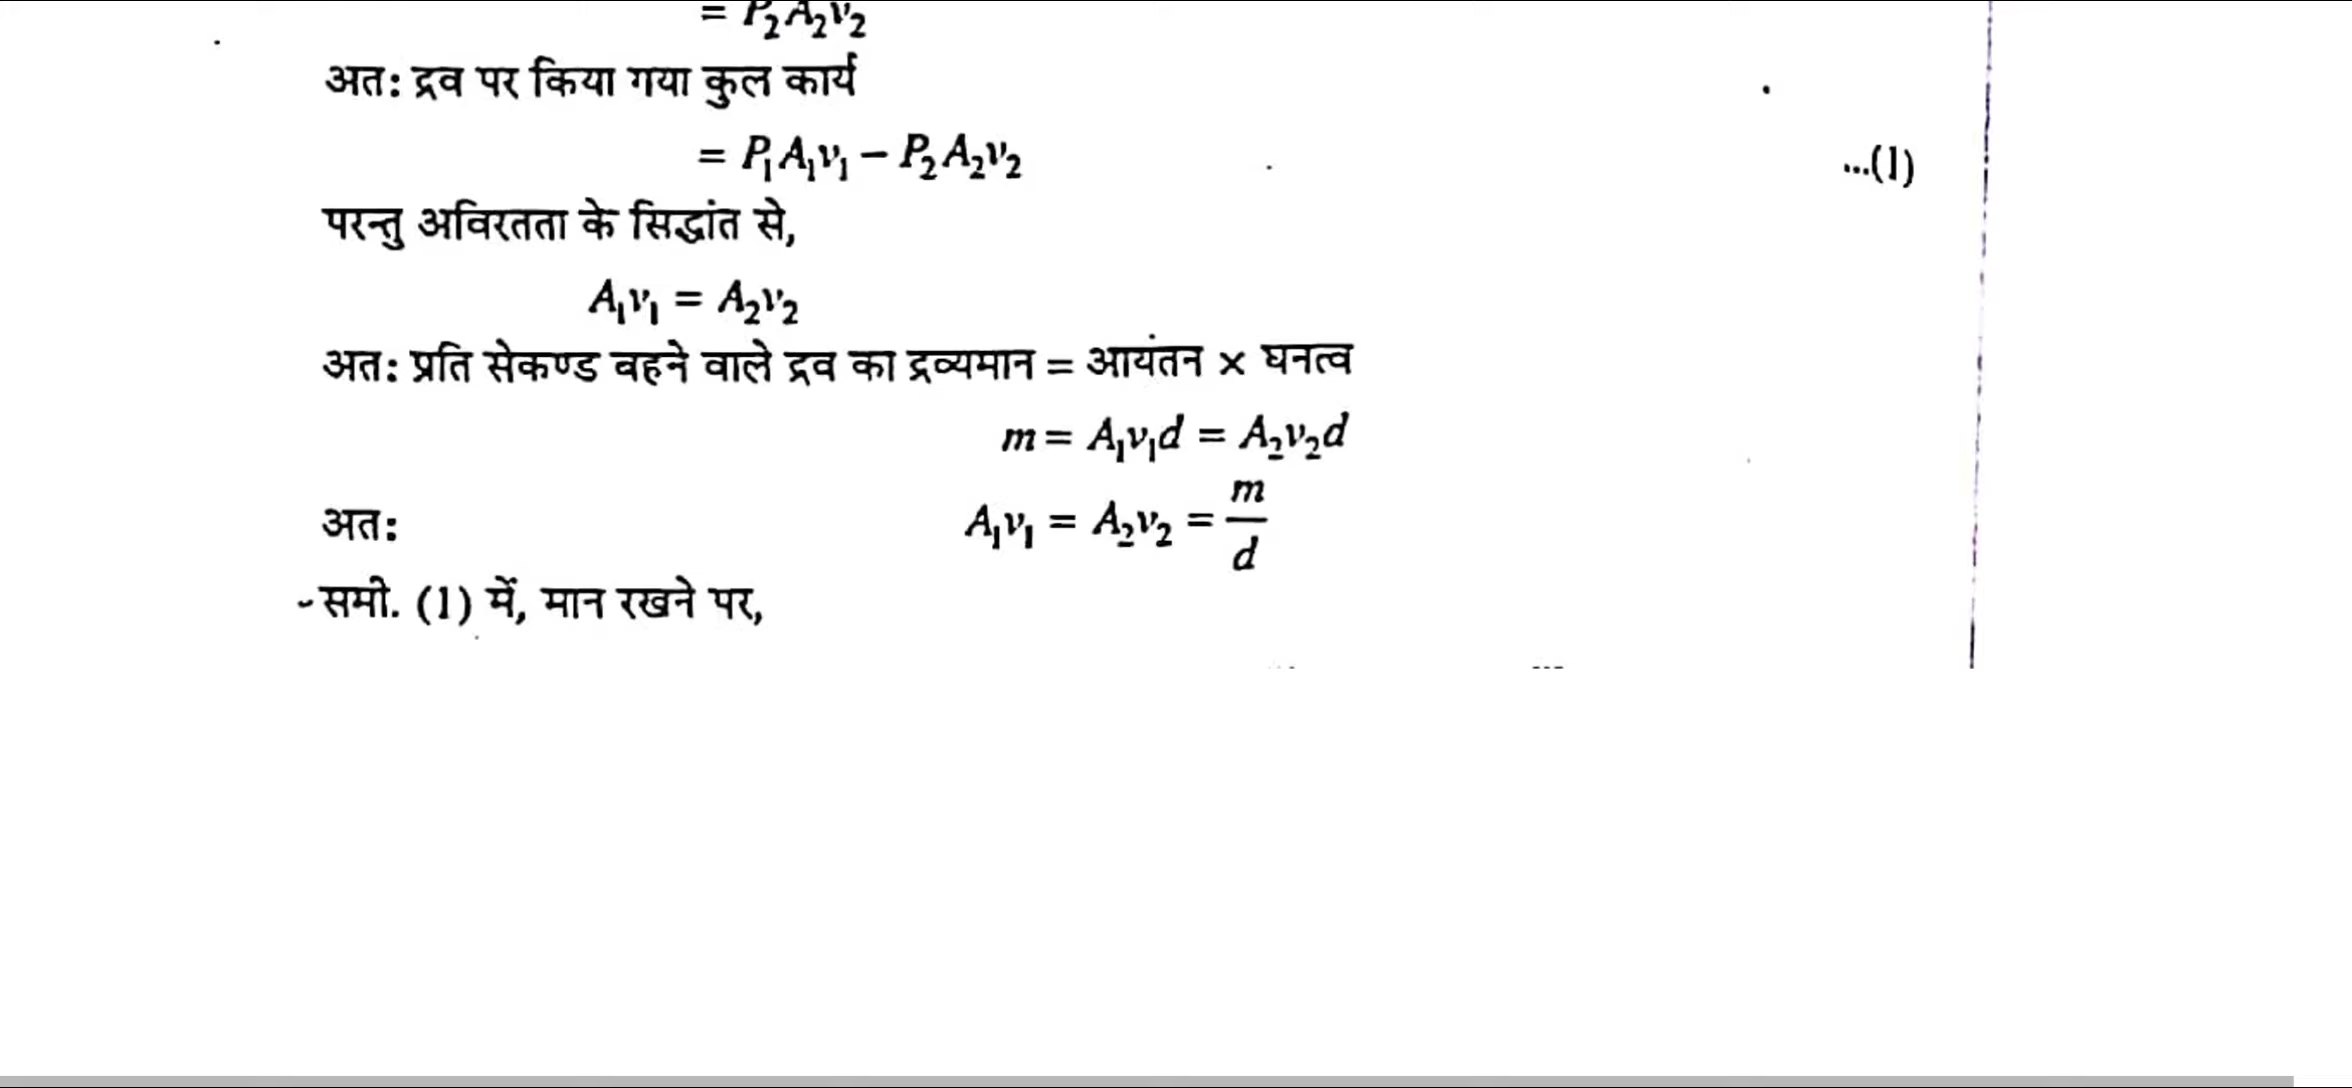 = P₂A₂v₂
अतः द्रव पर किया गया कुल कार्य
= P₁A₁v₁ − P₂A₂v₂ ...(1)
परन्तु अविरतता के सिद्धांत से,
A₁v₁ = A₂v₂
अतः प्रति सेकण्ड बहने वाले द्रव का द्रव्यमान = आयतन × घनत्व
m = A₁v₁d = A₂v₂d
अतः A₁v₁ = A₂v₂ = m/d
-समी. (1) में, मान रखने पर,